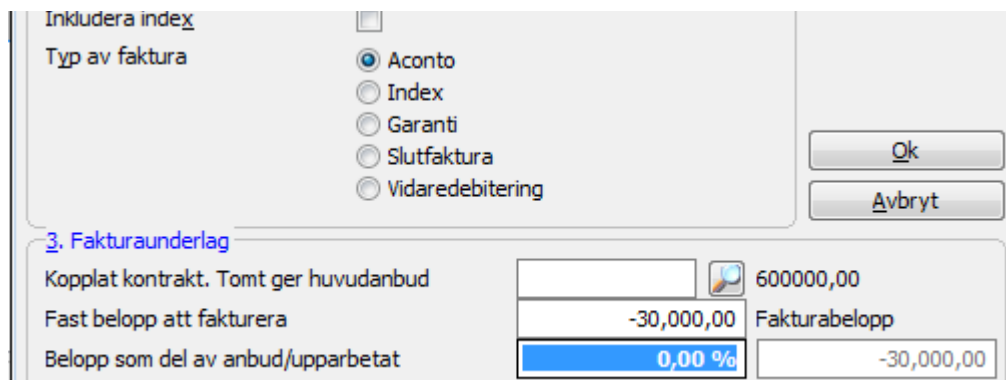 Inkludera index
Typ av faktura
Aconto
Index
Garanti
Slutfaktura
Vidaredebitering
Ok
Avbryt
3. Fakturaunderlag
Kopplat kontrakt. Tomt ger huvudanbud 600000,00
Fast belopp att fakturera -30,000,00 Fakturabelopp
Belopp som del av anbud/upparbetat 0,00 % -30,000,00